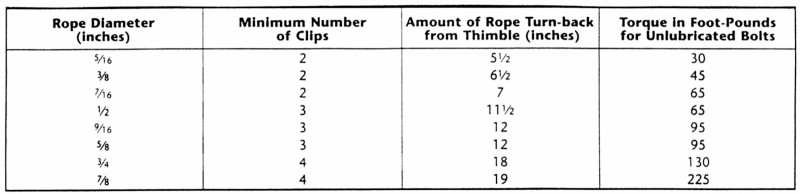 Rope Diameter (inches) | Minimum Number of Clips | Amount of Rope Turn-back from Thimble (inches) | Torque in Foot-Pounds for Unlubricated Bolts
5/16 | 2 | 5½ | 30
3/8 | 2 | 6½ | 45
7/16 | 2 | 7 | 65
½ | 3 | 11½ | 65
9/16 | 3 | 12 | 95
5/8 | 3 | 12 | 95
3/4 | 4 | 18 | 130
7/8 | 4 | 19 | 225